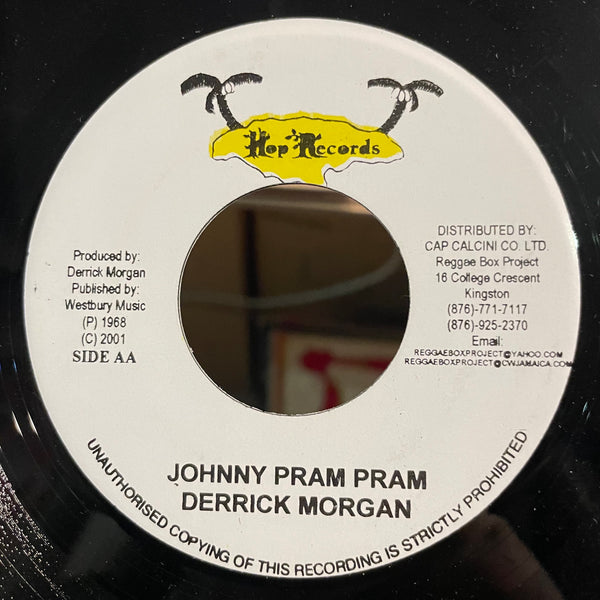 Hop Records
Produced by:
Derrick Morgan
Published by:
Westbury Music
(P) 1968
(C) 2001
SIDE AA
DISTRIBUTED BY:
CAP CALCINI CO. LTD.
Reggae Box Project
16 College Crescent
Kingston
(876)-771-7117
(876)-925-2370
Email:
REGGAEBOXPROJECT@YAHOO.COM
REGGAEBOXPROJECT@CWJAMAICA.COM
JOHNNY PRAM PRAM
DERRICK MORGAN
UNAUTHORISED COPYING OF THIS RECORDING IS STRICTLY PROHIBITED